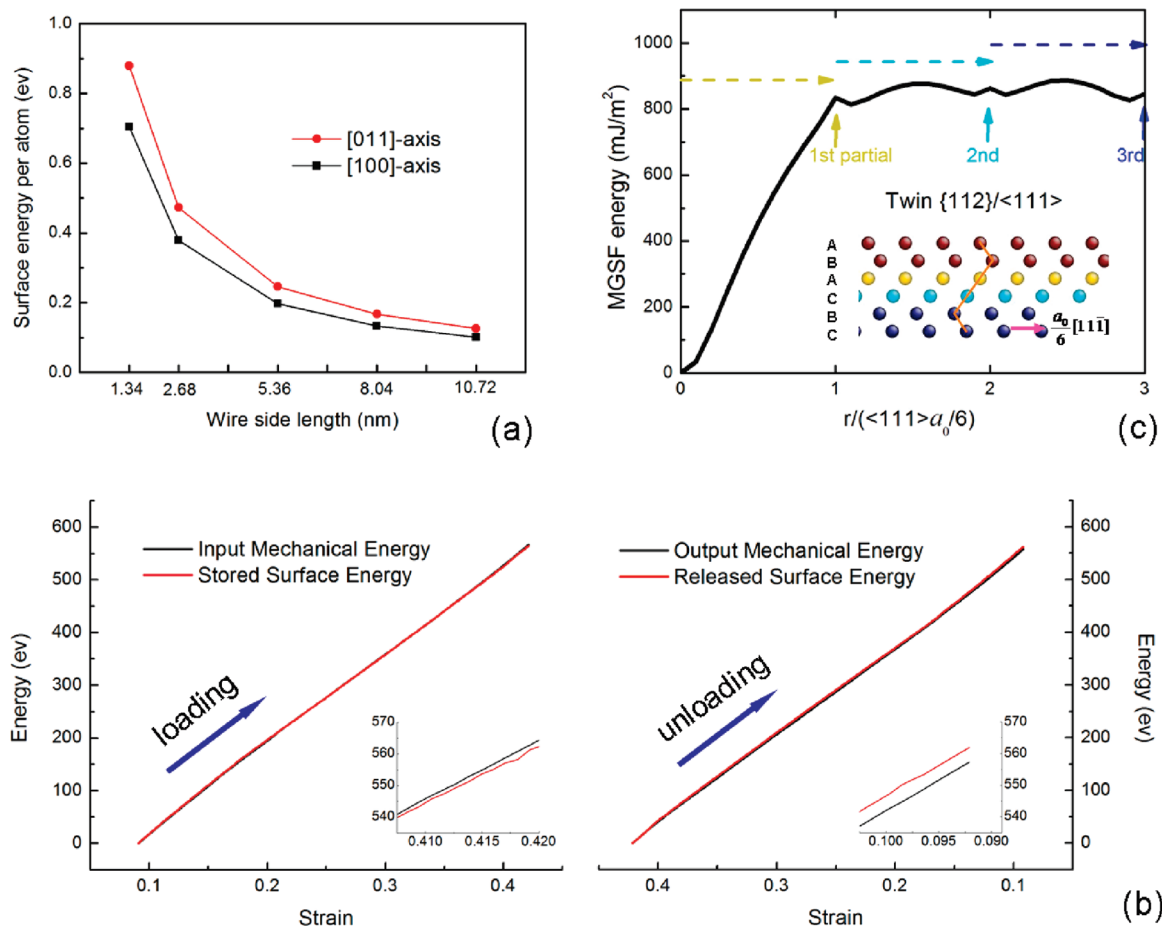 1.0
0.8
0.6
0.4
0.2
0.0
Surface energy per atom (ev)
[011]-axis
[100]-axis
1.34
2.68
5.36
8.04
10.72
Wire side length (nm)
(a)
1000
800
600
400
200
0
MGSF energy (mJ/m²)
1st partial
2nd
3rd
Twin {112}/<111>
A
B
A
C
B
C
a₀/6[111̄]
0
1
2
3
r/(<111>a₀/6)
(c)
600
500
400
300
200
100
0
Energy (ev)
Input Mechanical Energy
Stored Surface Energy
loading
570
560
550
540
0.410
0.415
0.420
0.1
0.2
0.3
0.4
Strain
Output Mechanical Energy
Released Surface Energy
unloading
570
560
550
540
0.100
0.095
0.090
0.4
0.3
0.2
0.1
Strain
600
500
400
300
200
100
0
Energy (ev)
(b)